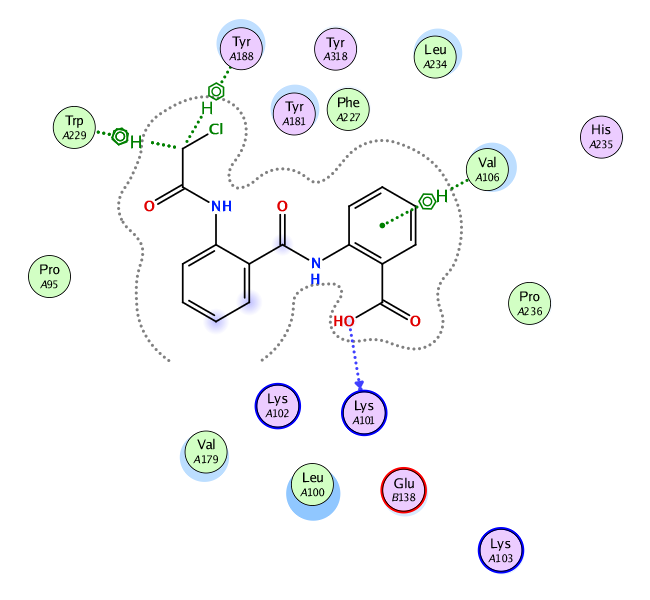 Tyr
A188
Tyr
A318
Leu
A234
H
Tyr
A181
Phe
A227
Trp
A229
H
Cl
His
A235
Val
A106
H
O
NH
O
N
H
Pro
A95
HO
O
Pro
A236
Lys
A102
Lys
A101
Val
A179
Leu
A100
Glu
B138
Lys
A103